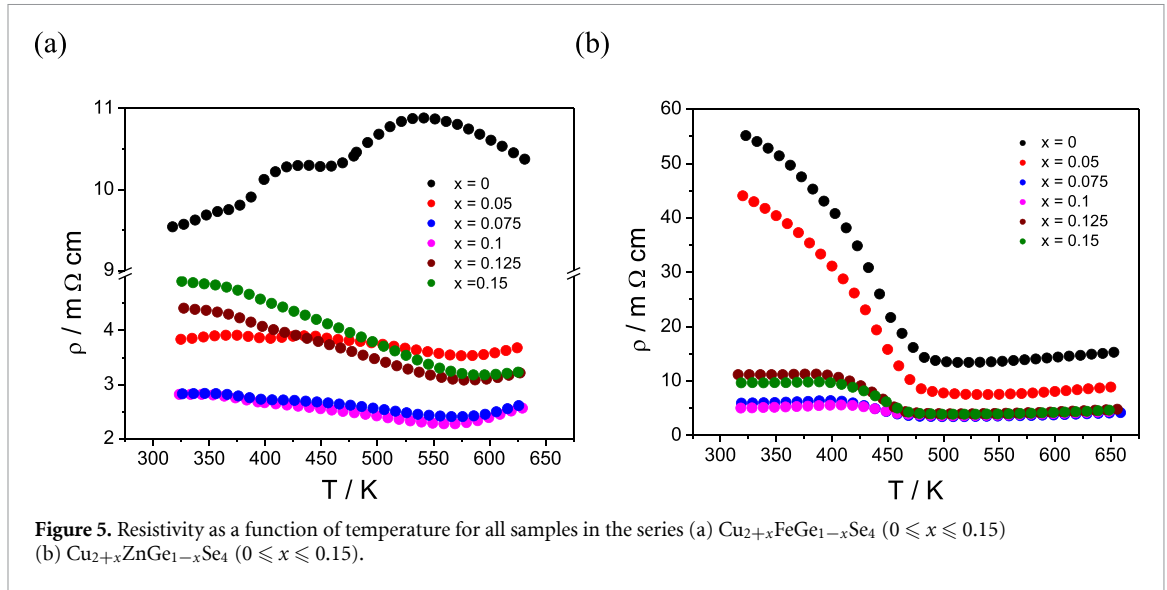 (a)
(b)
11
10
9
4
3
2
ρ / m Ω cm
300
350
400
450
500
550
600
650
T / K
x = 0
x = 0.05
x = 0.075
x = 0.1
x = 0.125
x =0.15
60
50
40
30
20
10
0
ρ / m Ω cm
300
350
400
450
500
550
600
650
T / K
x = 0
x = 0.05
x = 0.075
x = 0.1
x = 0.125
x = 0.15
Figure 5. Resistivity as a function of temperature for all samples in the series (a) Cu₂₊ₓFeGe₁₋ₓSe₄ (0 ⩽ x ⩽ 0.15)
(b) Cu₂₊ₓZnGe₁₋ₓSe₄ (0 ⩽ x ⩽ 0.15).